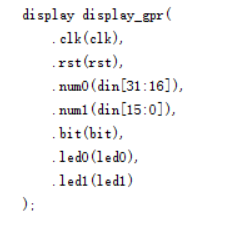 display display_gpr(
.clk(clk),
.rst(rst),
.num0(din[31:16]),
.num1(din[15:0]),
.bit(bit),
.led0(led0),
.led1(led1)
);